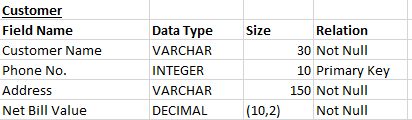 Customer
Field Name Data Type Size Relation
Customer Name VARCHAR 30 Not Null
Phone No. INTEGER 10 Primary Key
Address VARCHAR 150 Not Null
Net Bill Value DECIMAL (10,2) Not Null